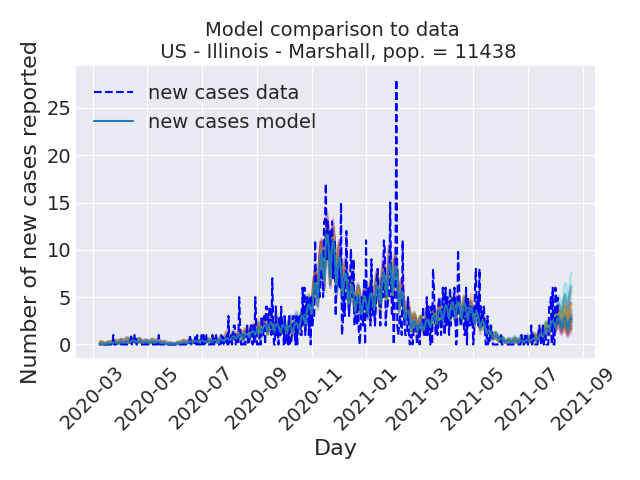 Model comparison to data
US - Illinois - Marshall, pop. = 11438
new cases data
new cases model
Number of new cases reported
25
20
15
10
5
0
2020-03
2020-05
2020-07
2020-09
2020-11
2021-01
2021-03
2021-05
2021-07
2021-09
Day